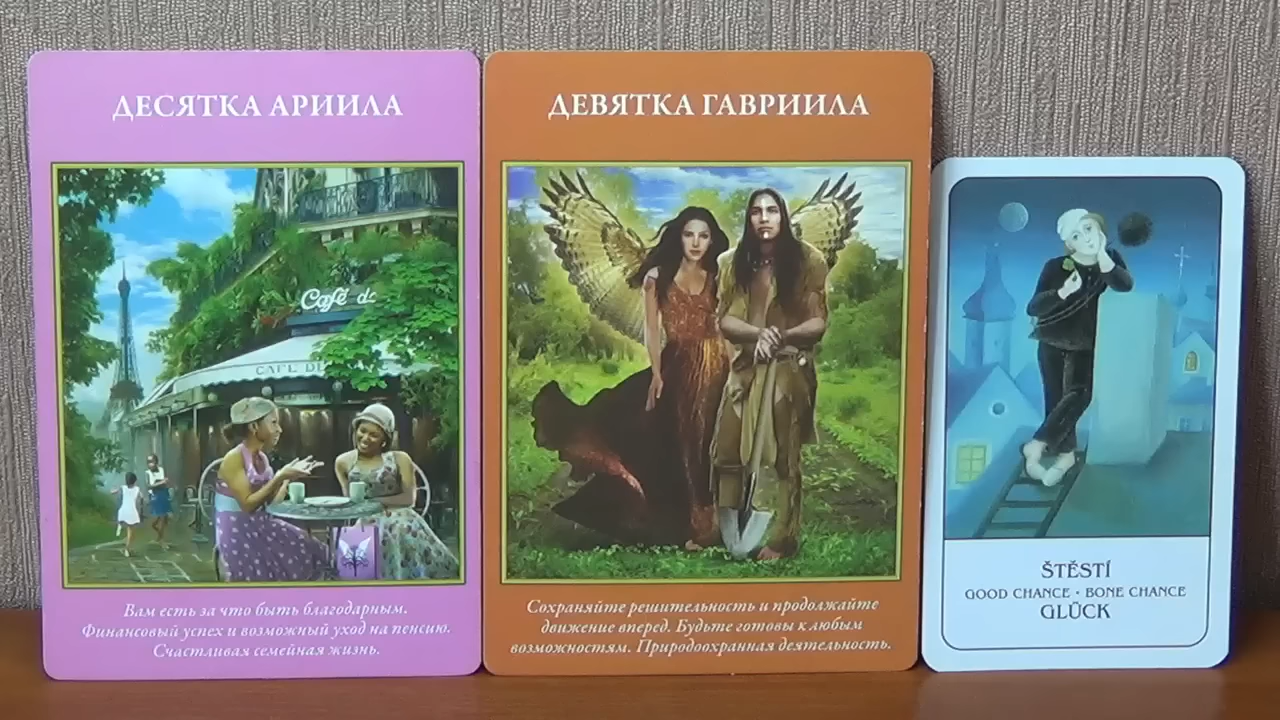 ДЕСЯТКА АРИИЛА
Café de
CAFE DE
Вам есть за что быть благодарным.
Финансовый успех и возможный уход на пенсию.
Счастливая семейная жизнь.
ДЕВЯТКА ГАВРИИЛА
Сохраняйте решительность и продолжайте
движение вперед. Будьте готовы к любым
возможностям. Природоохранная деятельность.
ŠTĚSTÍ
GOOD CHANCE • BONE CHANCE
GLÜCK